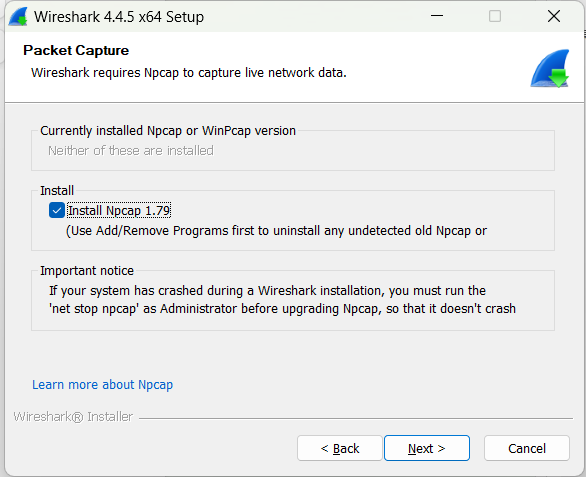 Wireshark 4.4.5 x64 Setup
Packet Capture
Wireshark requires Npcap to capture live network data.
Currently installed Npcap or WinPcap version
Neither of these are installed
Install
Install Npcap 1.79
(Use Add/Remove Programs first to uninstall any undetected old Npcap or
Important notice
If your system has crashed during a Wireshark installation, you must run the
'net stop npcap' as Administrator before upgrading Npcap, so that it doesn't crash
Learn more about Npcap
Wireshark® Installer
< Back
Next >
Cancel